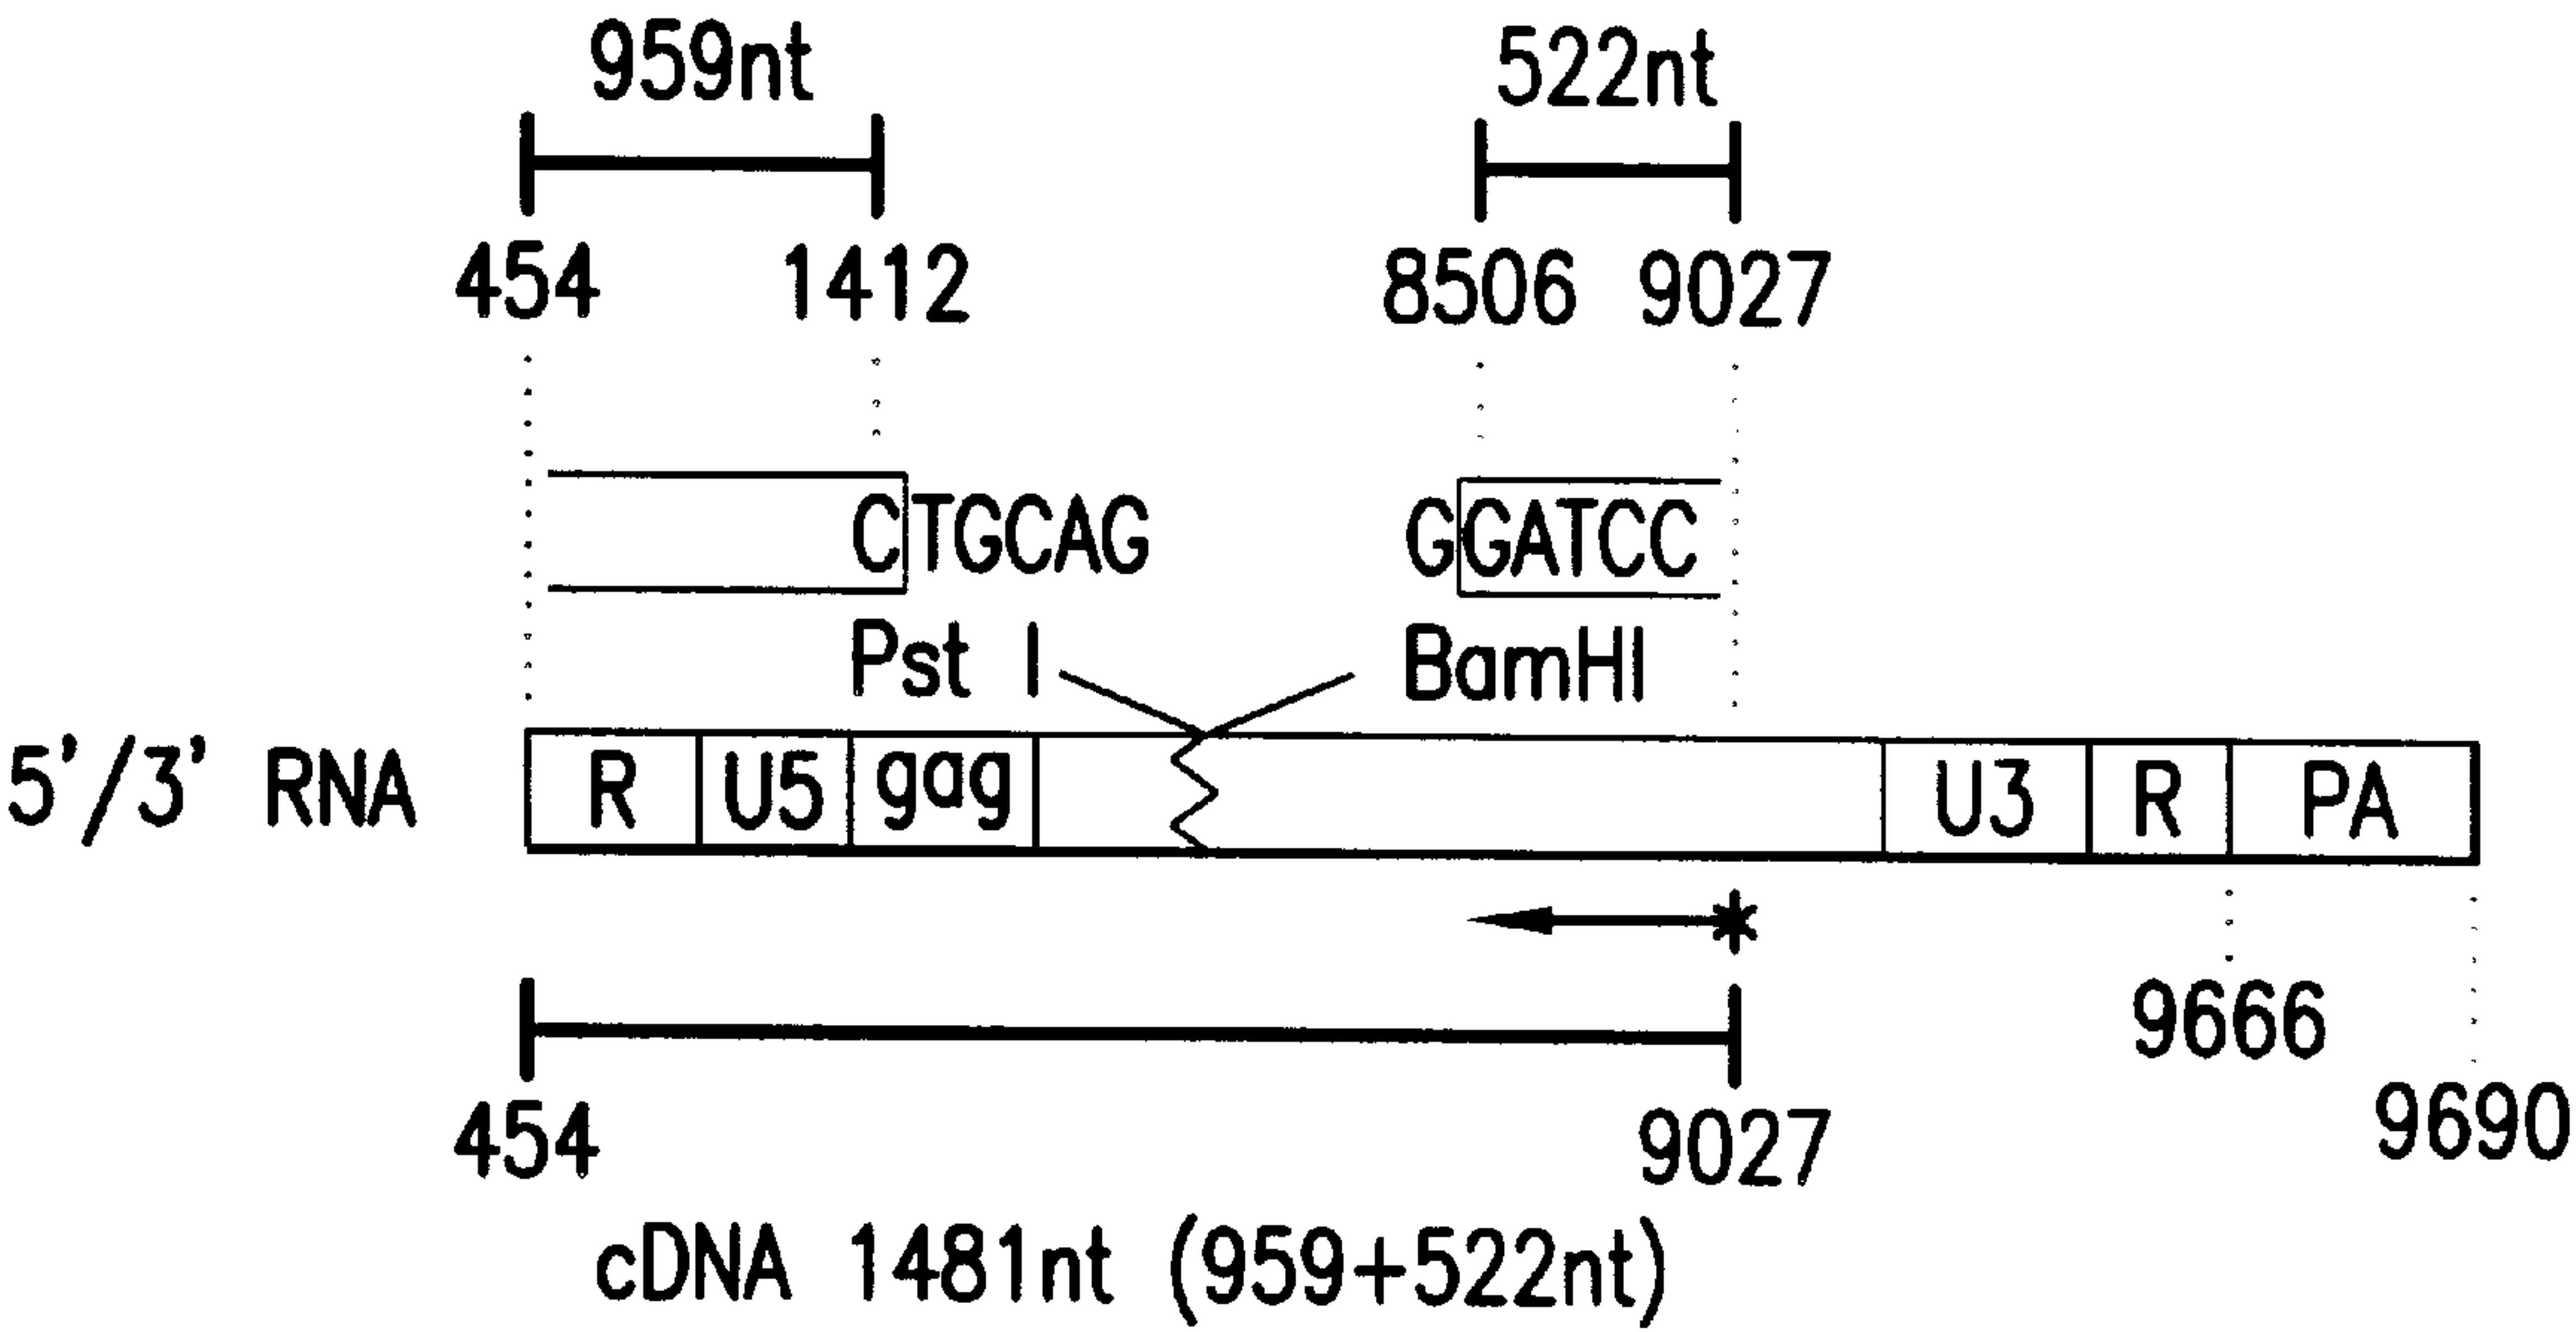 959nt 522nt
454 1412 8506 9027
CTGCAG GGATCC
Pst I BamHI
5'/3' RNA R U5 gag U3 R PA
*
9666
454 9027 9690
cDNA 1481nt (959+522nt)